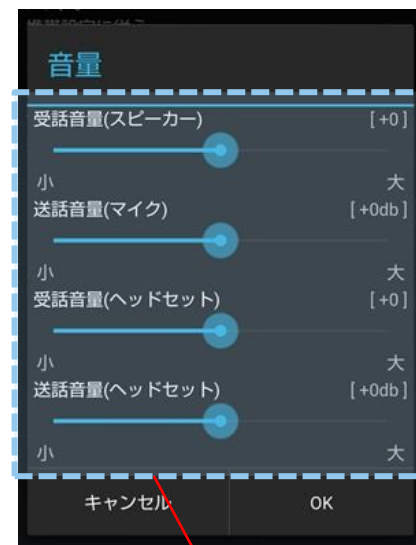 音量
受話音量(スピーカー) [+0]
小 大
送話音量(マイク) [+0db]
小 大
受話音量(ヘッドセット) [+0]
小 大
送話音量(ヘッドセット) [+0db]
小 大
キャンセル OK